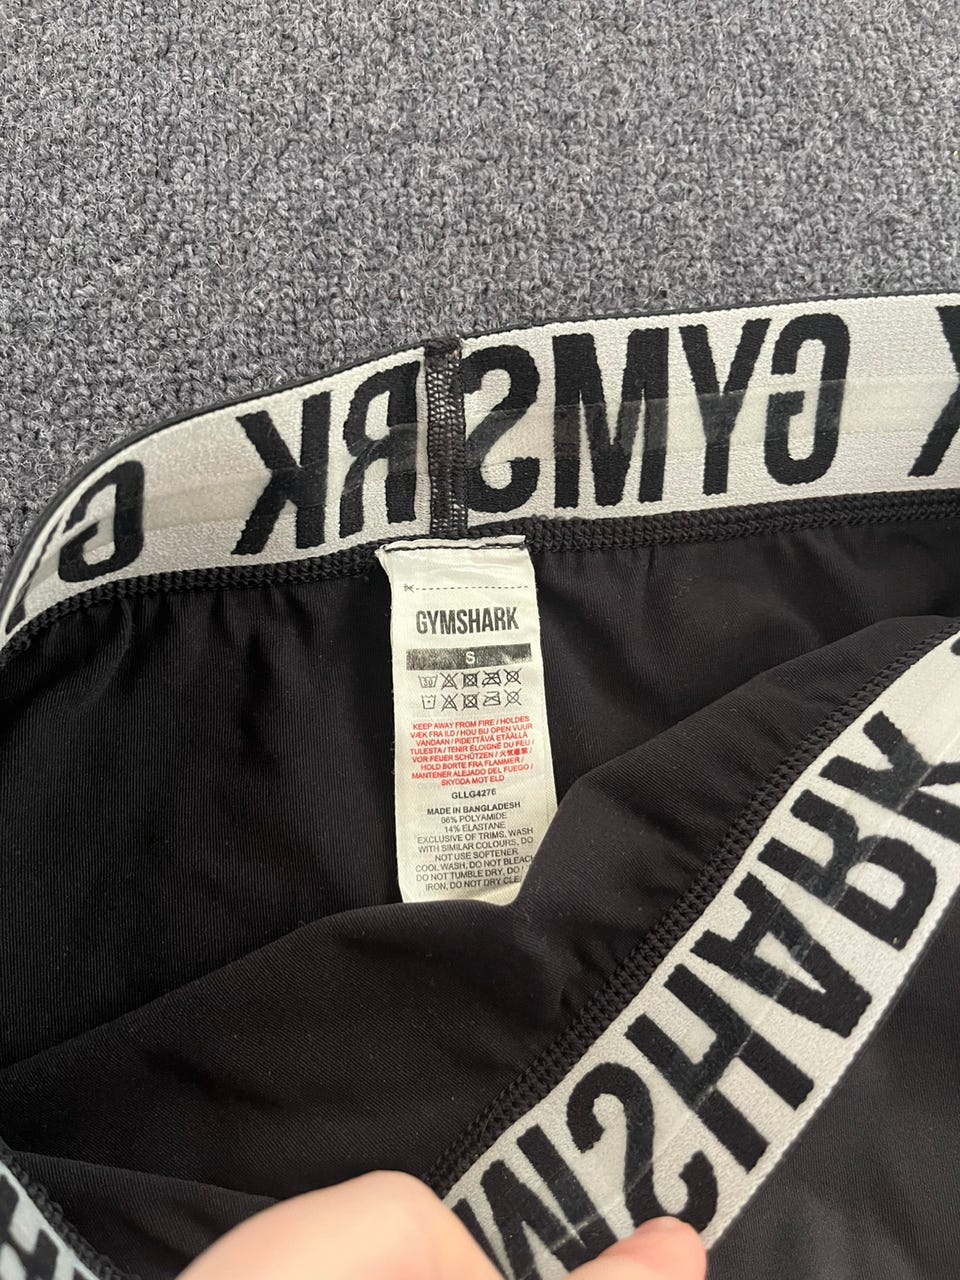 GYMSRK G
GYMSHARK
S
30
KEEP AWAY FROM FIRE / HOLDES
VÆK FRA ILD / HOU BIJ OPEN VUUR
VANDAAN / PIDETTÄVÄ ETÄÄLLÄ
TULESTA / TENIR ÉLOIGNÉ DU FEU /
VOR FEUER SCHÜTZEN /
HOLD BORTE FRA FLAMMER /
MANTENER ALEJADO DEL FUEGO /
SKYDDA MOT ELD
GLLG4276
MADE IN BANGLADESH
86% POLYAMIDE
14% ELASTANE
EXCLUSIVE OF TRIMS, WASH
WITH SIMILAR COLOURS, DO
NOT USE SOFTENER
COOL WASH, DO NOT BLEACH
DO NOT TUMBLE DRY, DO
IRON, DO NOT DRY CLE
MSHARK